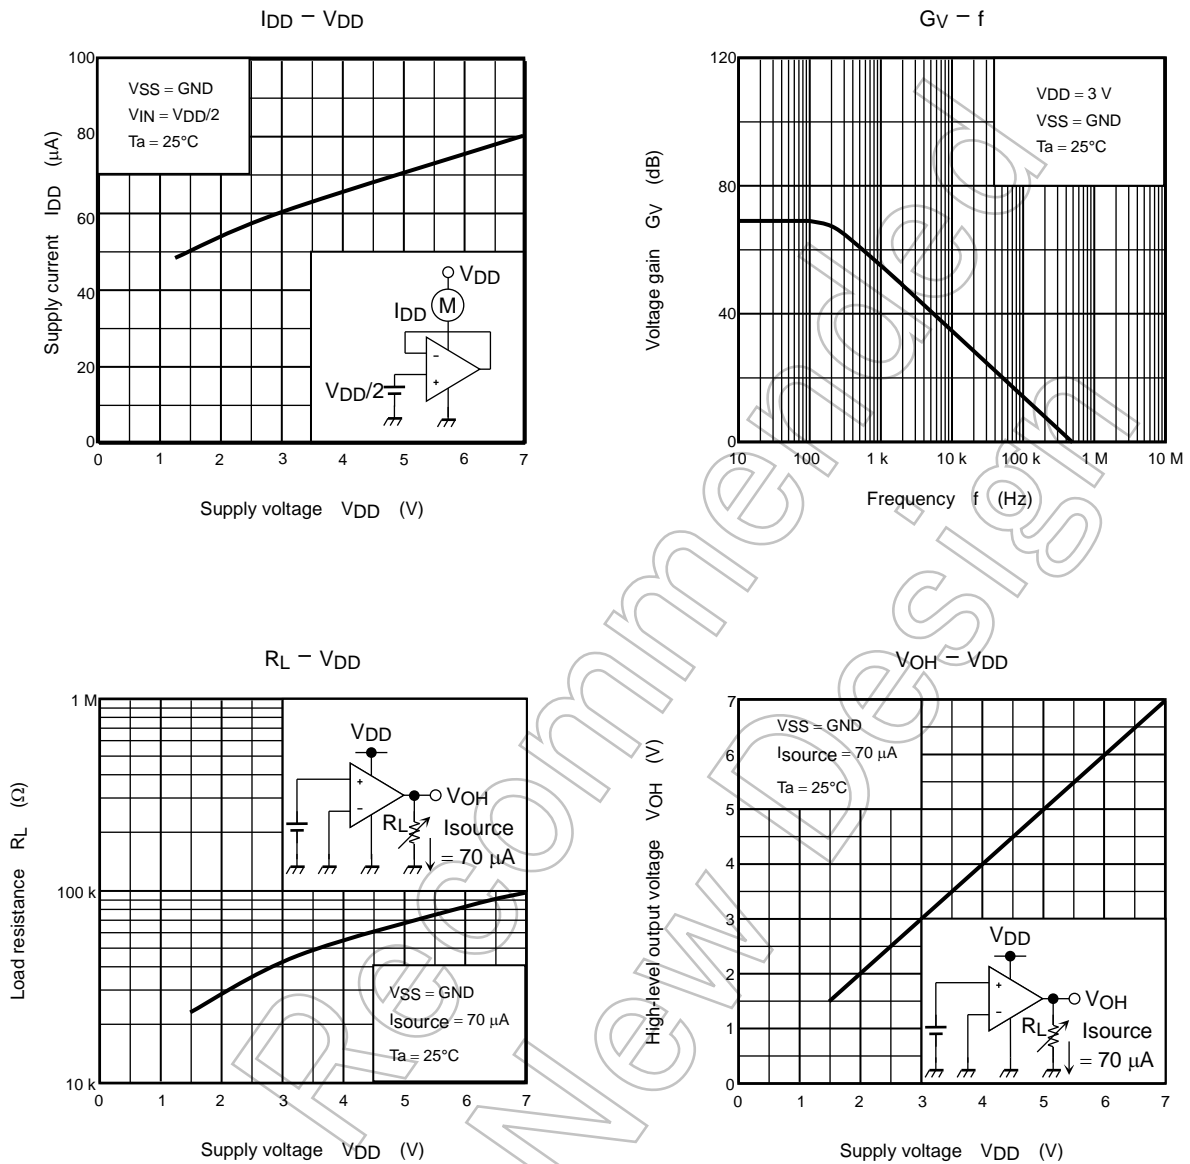 IDD − VDD
100
80
60
40
20
0
Supply current IDD (μA)
VSS = GND
VIN = VDD/2
Ta = 25°C
VDD
M
IDD
VDD/2
−
+
0 1 2 3 4 5 6 7
Supply voltage VDD (V)
GV − f
120
80
40
0
Voltage gain GV (dB)
VDD = 3 V
VSS = GND
Ta = 25°C
10 100 1 k 10 k 100 k 1 M 10 M
Frequency f (Hz)
RL − VDD
1 M
100 k
10 k
Load resistance RL (Ω)
VDD
+
−
VOH
RL
Isource
= 70 μA
VSS = GND
Isource = 70 μA
Ta = 25°C
0 1 2 3 4 5 6 7
Supply voltage VDD (V)
VOH − VDD
7
6
5
4
3
2
1
0
High-level output voltage VOH (V)
VSS = GND
Isource = 70 μA
Ta = 25°C
VDD
+
−
VOH
RL
Isource
= 70 μA
0 1 2 3 4 5 6 7
Supply voltage VDD (V)
Recommended
New Design